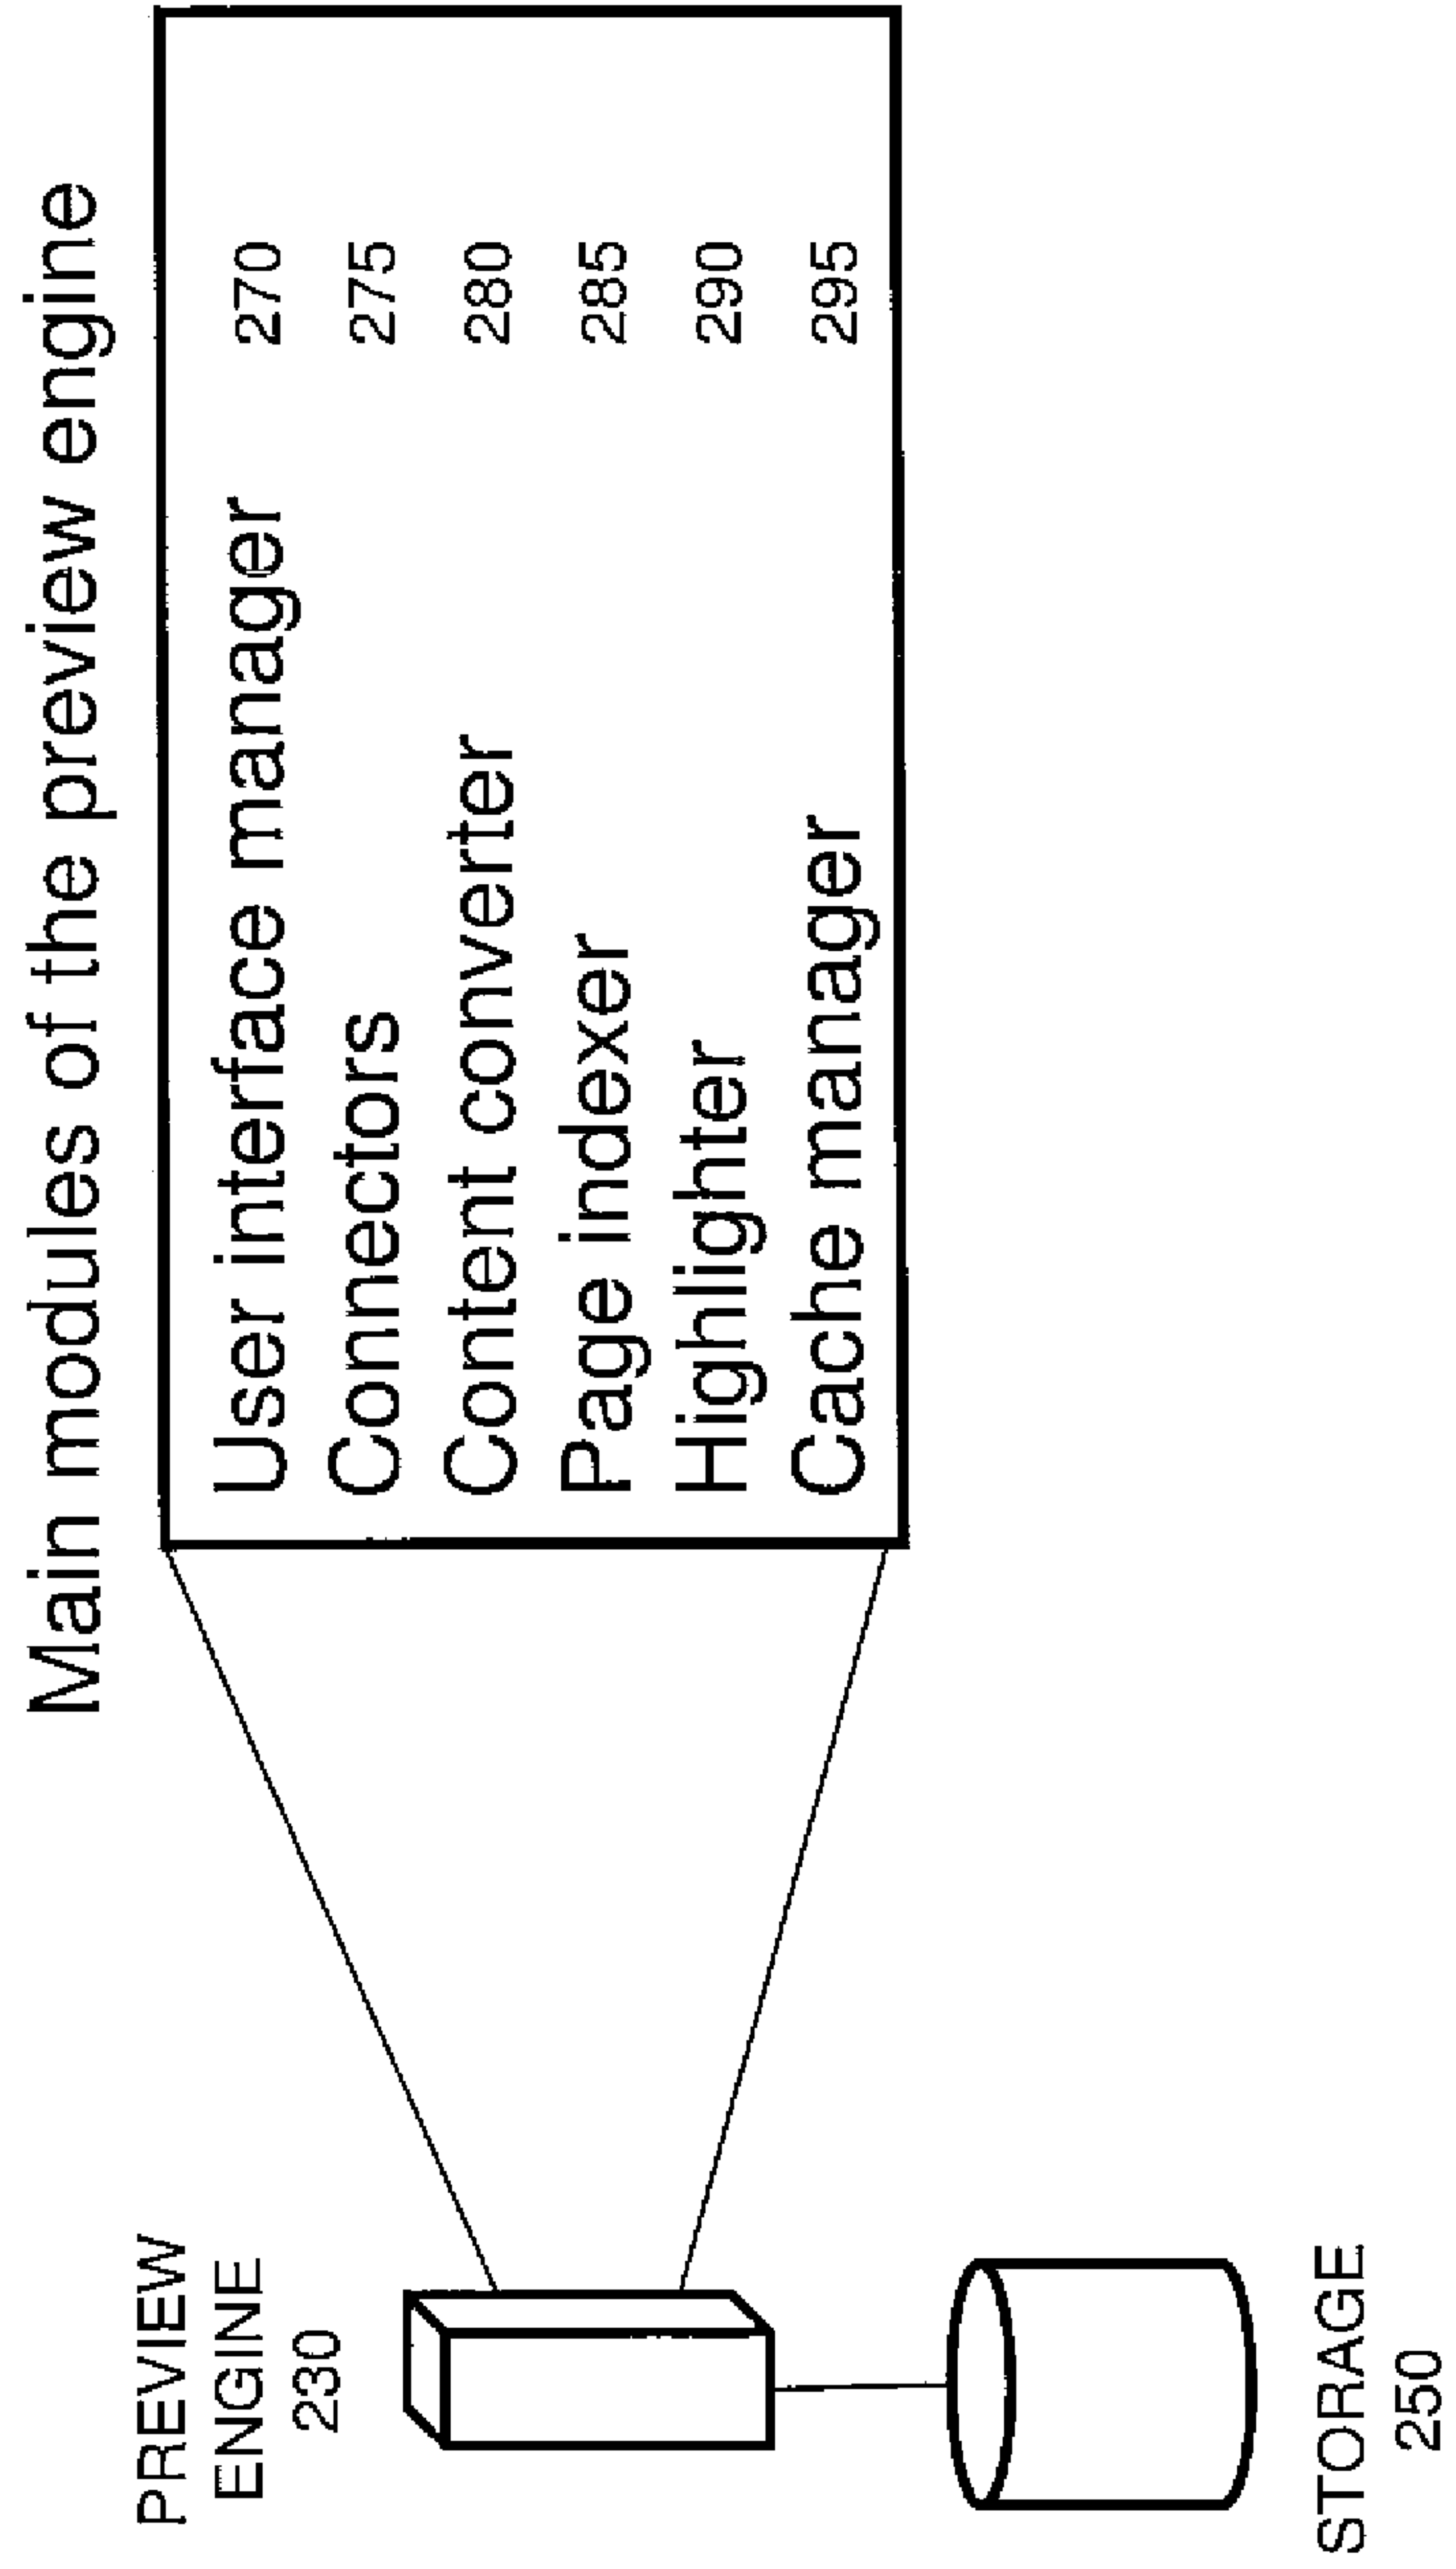 Main modules of the preview engine
PREVIEW
ENGINE
230
User interface manager 270
Connectors 275
Content converter 280
Page indexer 285
Highlighter 290
Cache manager 295
STORAGE
250